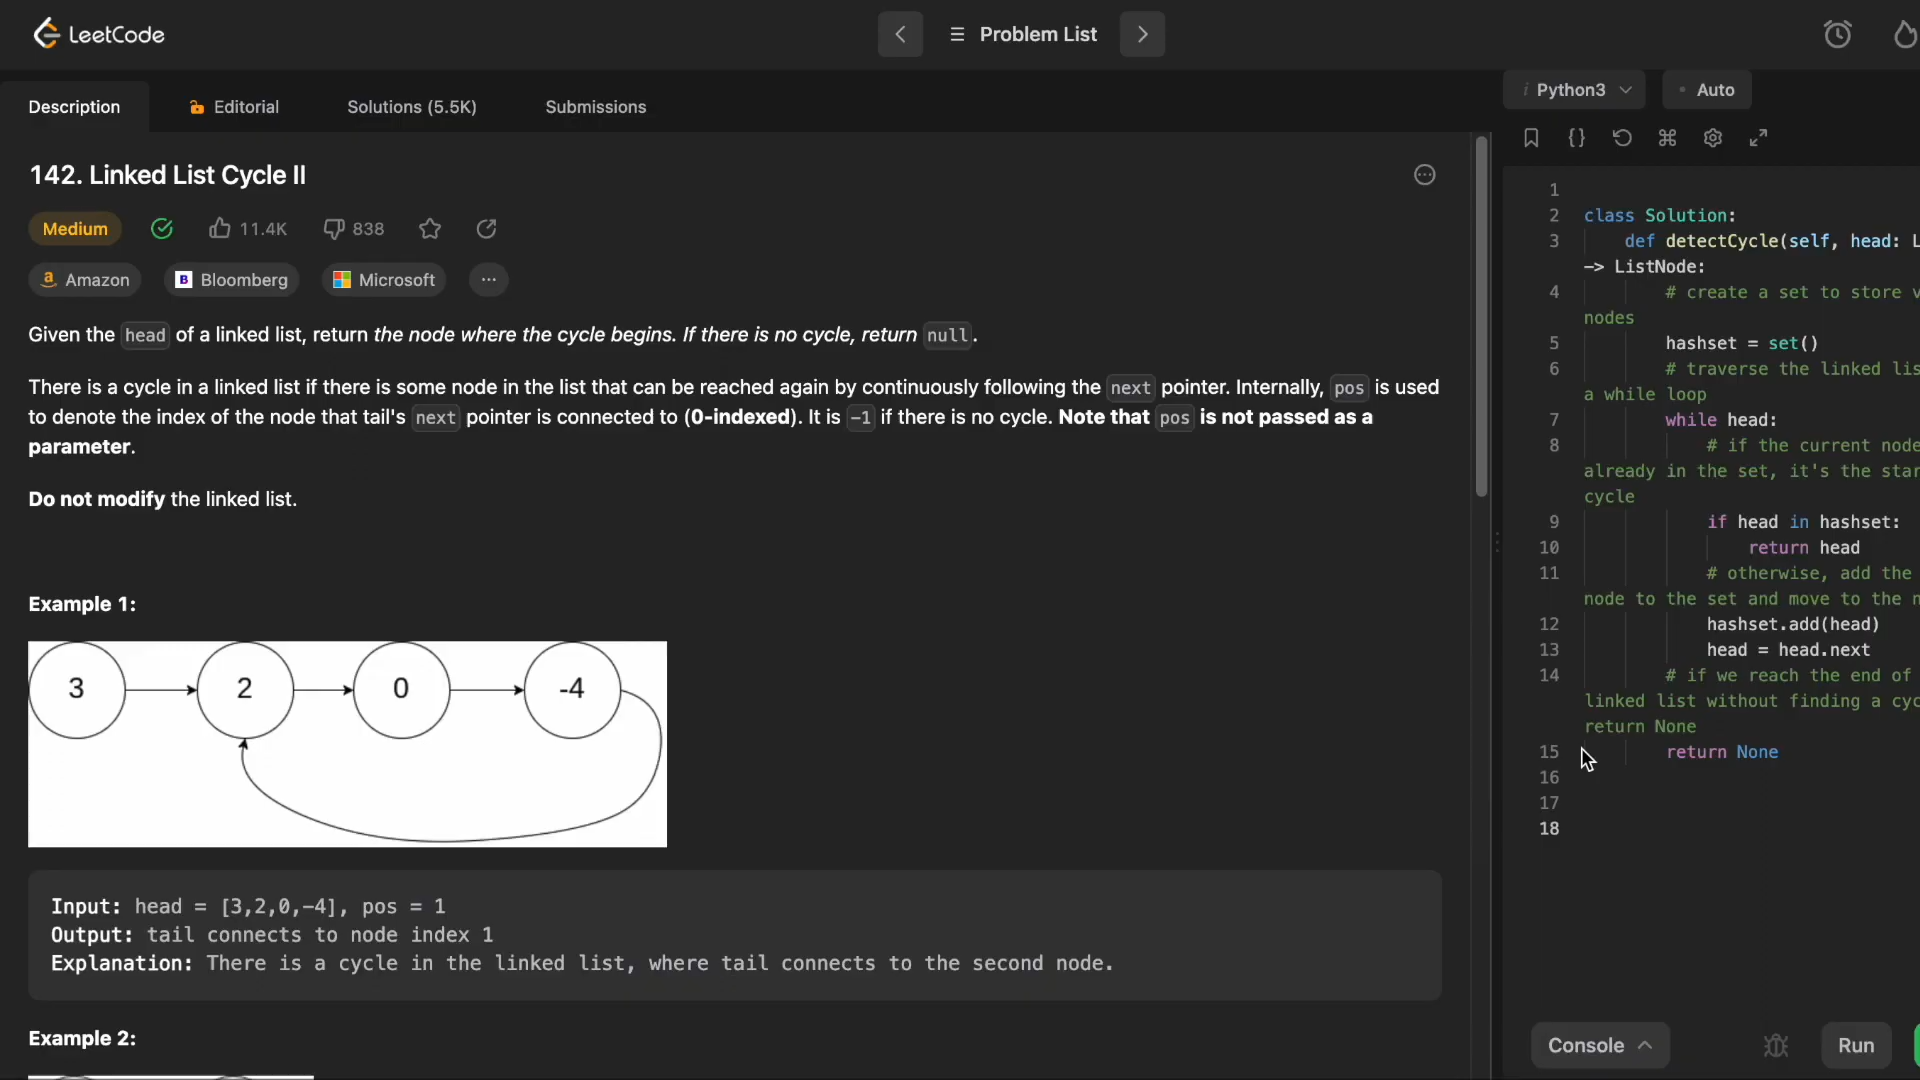 LeetCode
Problem List
Description
Editorial
Solutions (5.5K)
Submissions
142. Linked List Cycle II
Medium
11.4K
838
Amazon
Bloomberg
Microsoft
...
Given the head of a linked list, return the node where the cycle begins. If there is no cycle, return null.
There is a cycle in a linked list if there is some node in the list that can be reached again by continuously following the next pointer. Internally, pos is used
to denote the index of the node that tail's next pointer is connected to (0-indexed). It is -1 if there is no cycle. Note that pos is not passed as a
parameter.
Do not modify the linked list.
Example 1:
3
2
0
-4
Input: head = [3,2,0,-4], pos = 1
Output: tail connects to node index 1
Explanation: There is a cycle in the linked list, where tail connects to the second node.
Example 2:
i Python3
• Auto
{}
1
2 class Solution:
3 def detectCycle(self, head: L
-> ListNode:
4 # create a set to store v
nodes
5 hashset = set()
6 # traverse the linked lis
a while loop
7 while head:
8 # if the current node
already in the set, it's the star
cycle
9 if head in hashset:
10 return head
11 # otherwise, add the
node to the set and move to the n
12 hashset.add(head)
13 head = head.next
14 # if we reach the end of
linked list without finding a cyc
return None
15 return None
16
17
18
Console
Run